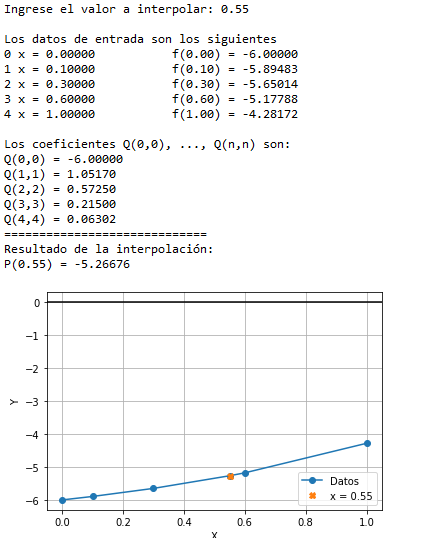 Ingrese el valor a interpolar: 0.55
Los datos de entrada son los siguientes
0 x = 0.00000 f(0.00) = -6.00000
1 x = 0.10000 f(0.10) = -5.89483
2 x = 0.30000 f(0.30) = -5.65014
3 x = 0.60000 f(0.60) = -5.17788
4 x = 1.00000 f(1.00) = -4.28172
Los coeficientes Q(0,0), ..., Q(n,n) son:
Q(0,0) = -6.00000
Q(1,1) = 1.05170
Q(2,2) = 0.57250
Q(3,3) = 0.21500
Q(4,4) = 0.06302
=============================
Resultado de la interpolación:
P(0.55) = -5.26676
0
−1
−2
−3
Y
−4
−5
−6
Datos
x = 0.55
0.0 0.2 0.4 0.6 0.8 1.0
X